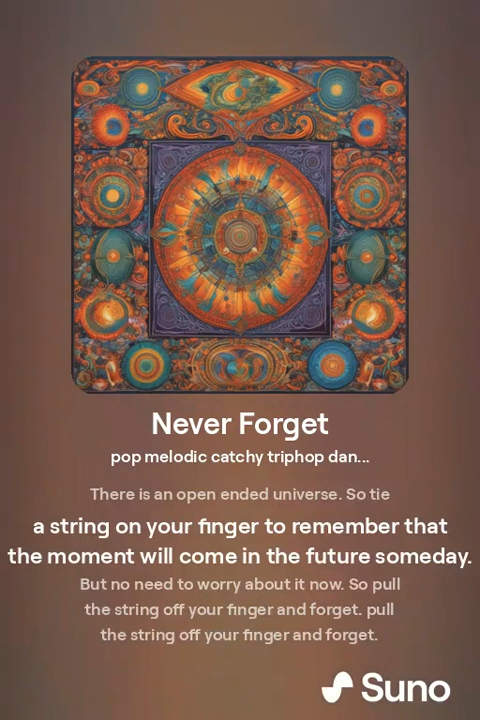 Never Forget
pop melodic catchy triphop dan...
There is an open ended universe. So tie
a string on your finger to remember that
the moment will come in the future someday.
But no need to worry about it now. So pull
the string off your finger and forget. pull
the string off your finger and forget.
Suno